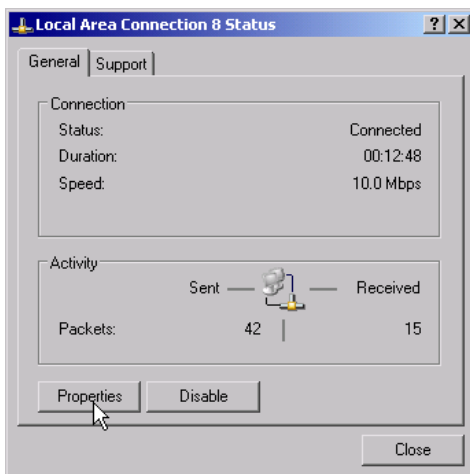 Local Area Connection 8 Status
General Support
Connection
Status: Connected
Duration: 00:12:48
Speed: 10.0 Mbps
Activity
Sent Received
Packets: 42 15
Properties Disable
Close